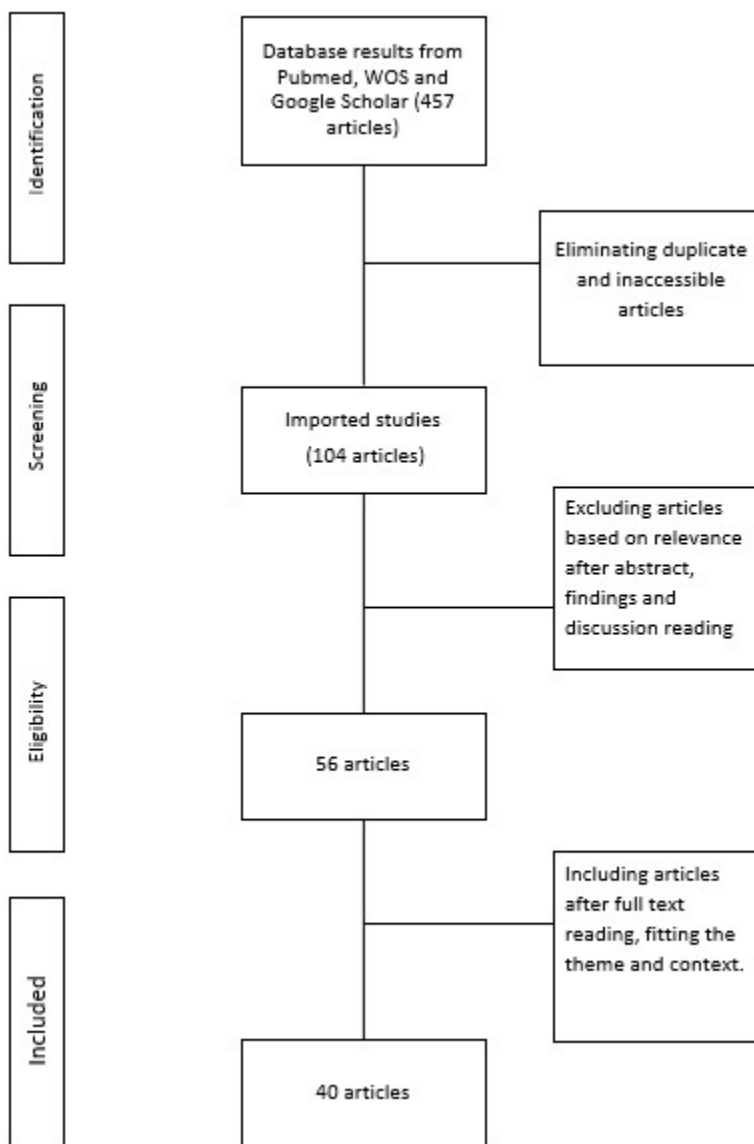 Identification
Database results from
Pubmed, WOS and
Google Scholar (457
articles)
Eliminating duplicate
and inaccessible
articles
Screening
Imported studies
(104 articles)
Excluding articles
based on relevance
after abstract,
findings and
discussion reading
Eligibility
56 articles
Including articles
after full text
reading, fitting the
theme and context.
Included
40 articles